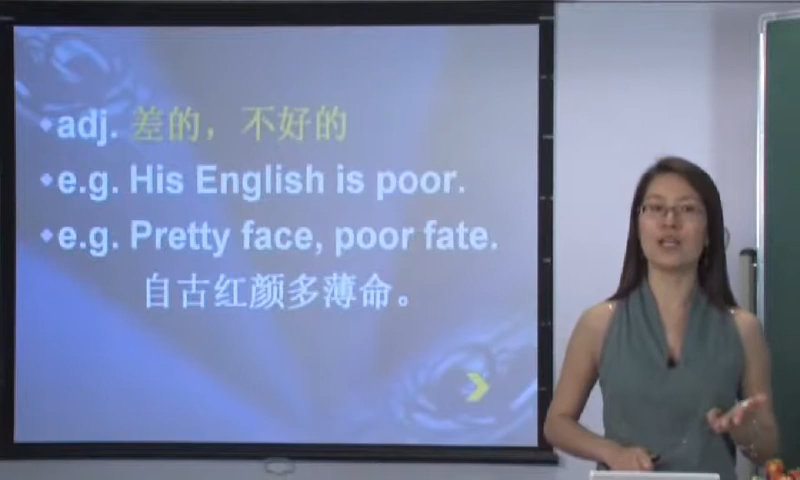 •adj. 差的，不好的
•e.g. His English is poor.
•e.g. Pretty face, poor fate.
自古红颜多薄命。